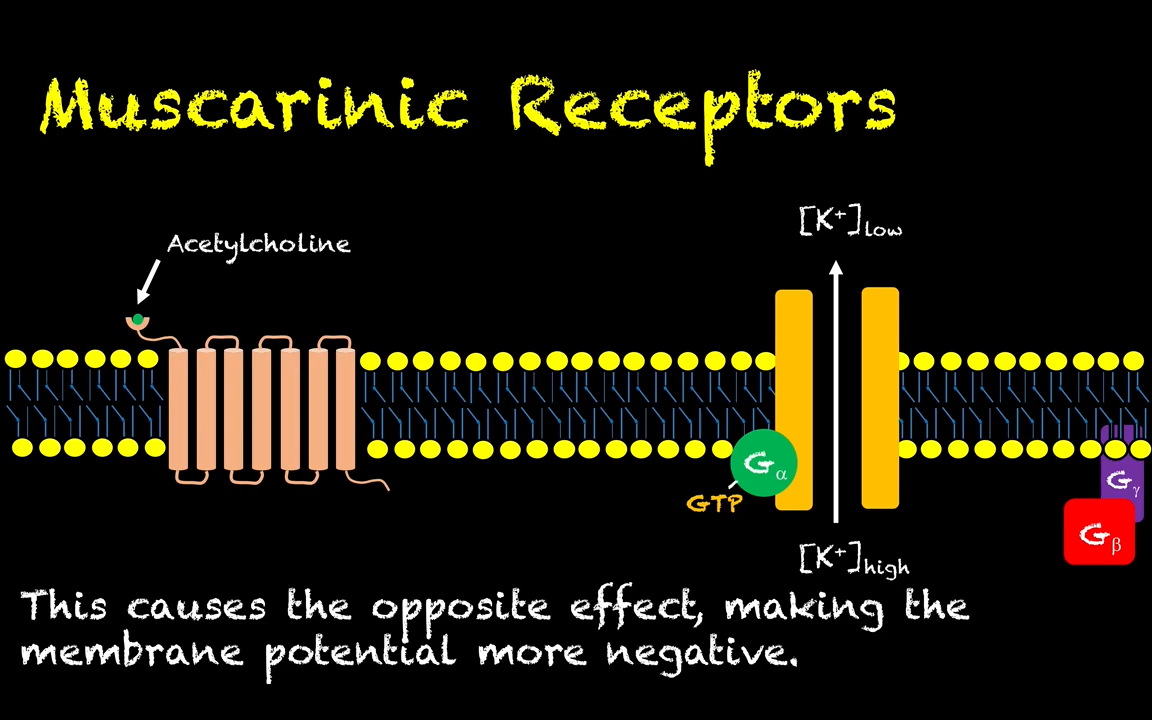 Muscarinic Receptors
[K⁺]low
Acetylcholine
Gα
GTP
Gγ
Gβ
[K⁺]high
This causes the opposite effect, making the
membrane potential more negative.